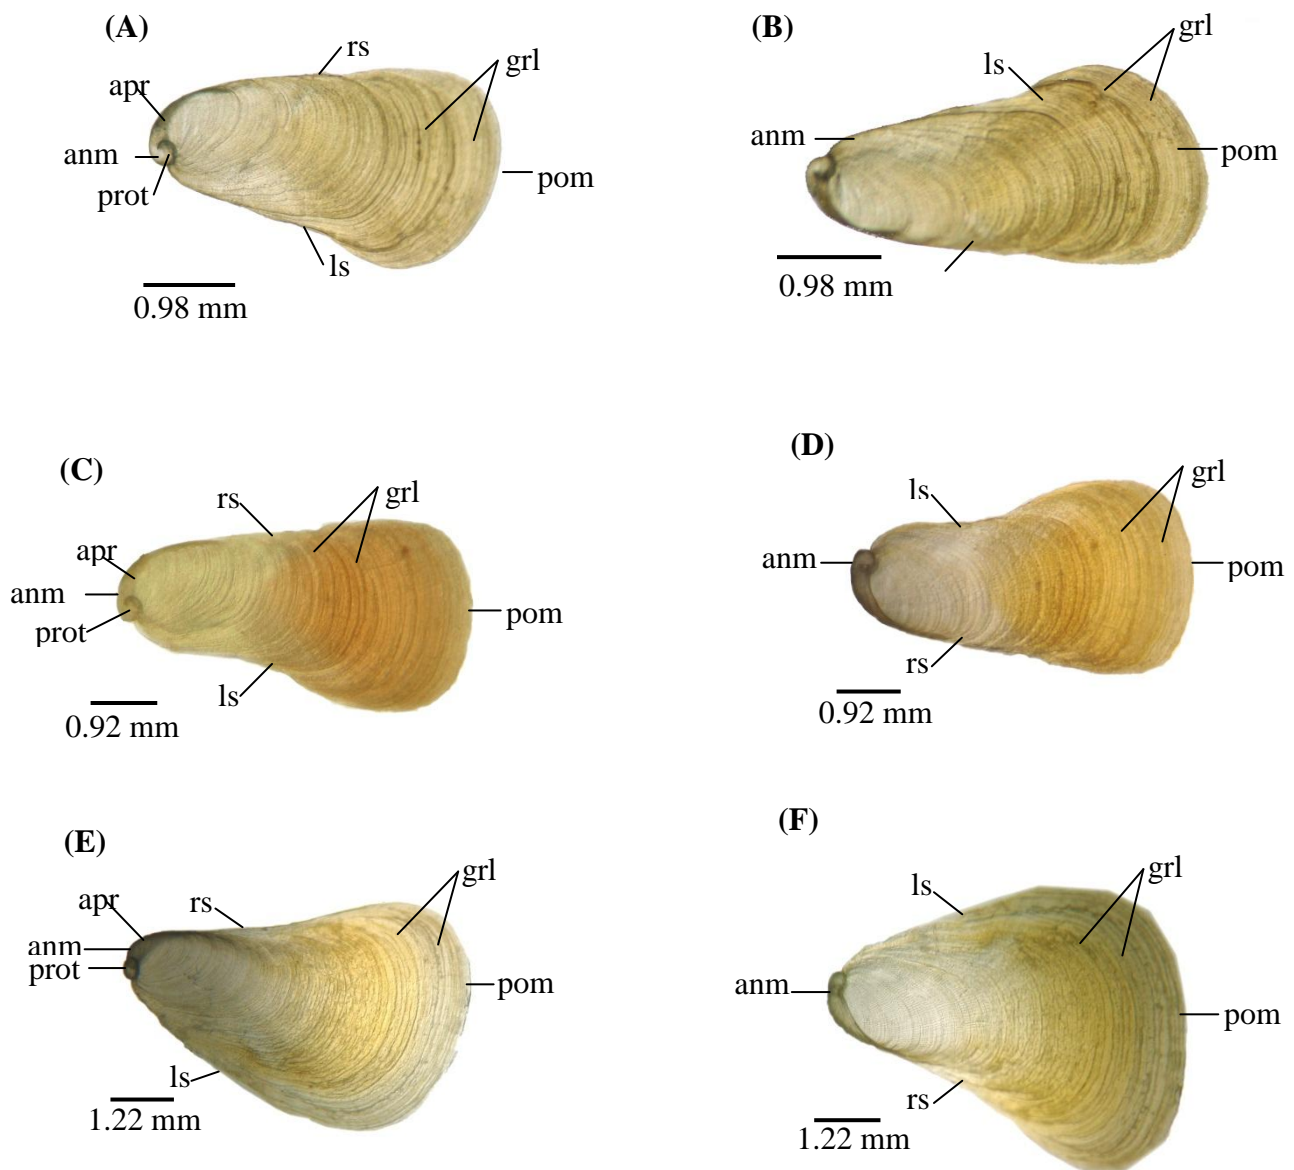 (A)
rs
grl
apr
anm
prot
pom
ls
0.98 mm
(B)
grl
ls
anm
pom
0.98 mm
(C)
rs
grl
apr
anm
prot
pom
ls
0.92 mm
(D)
grl
ls
anm
pom
rs
0.92 mm
(E)
grl
apr
rs
anm
prot
pom
ls
1.22 mm
(F)
grl
ls
anm
pom
rs
1.22 mm